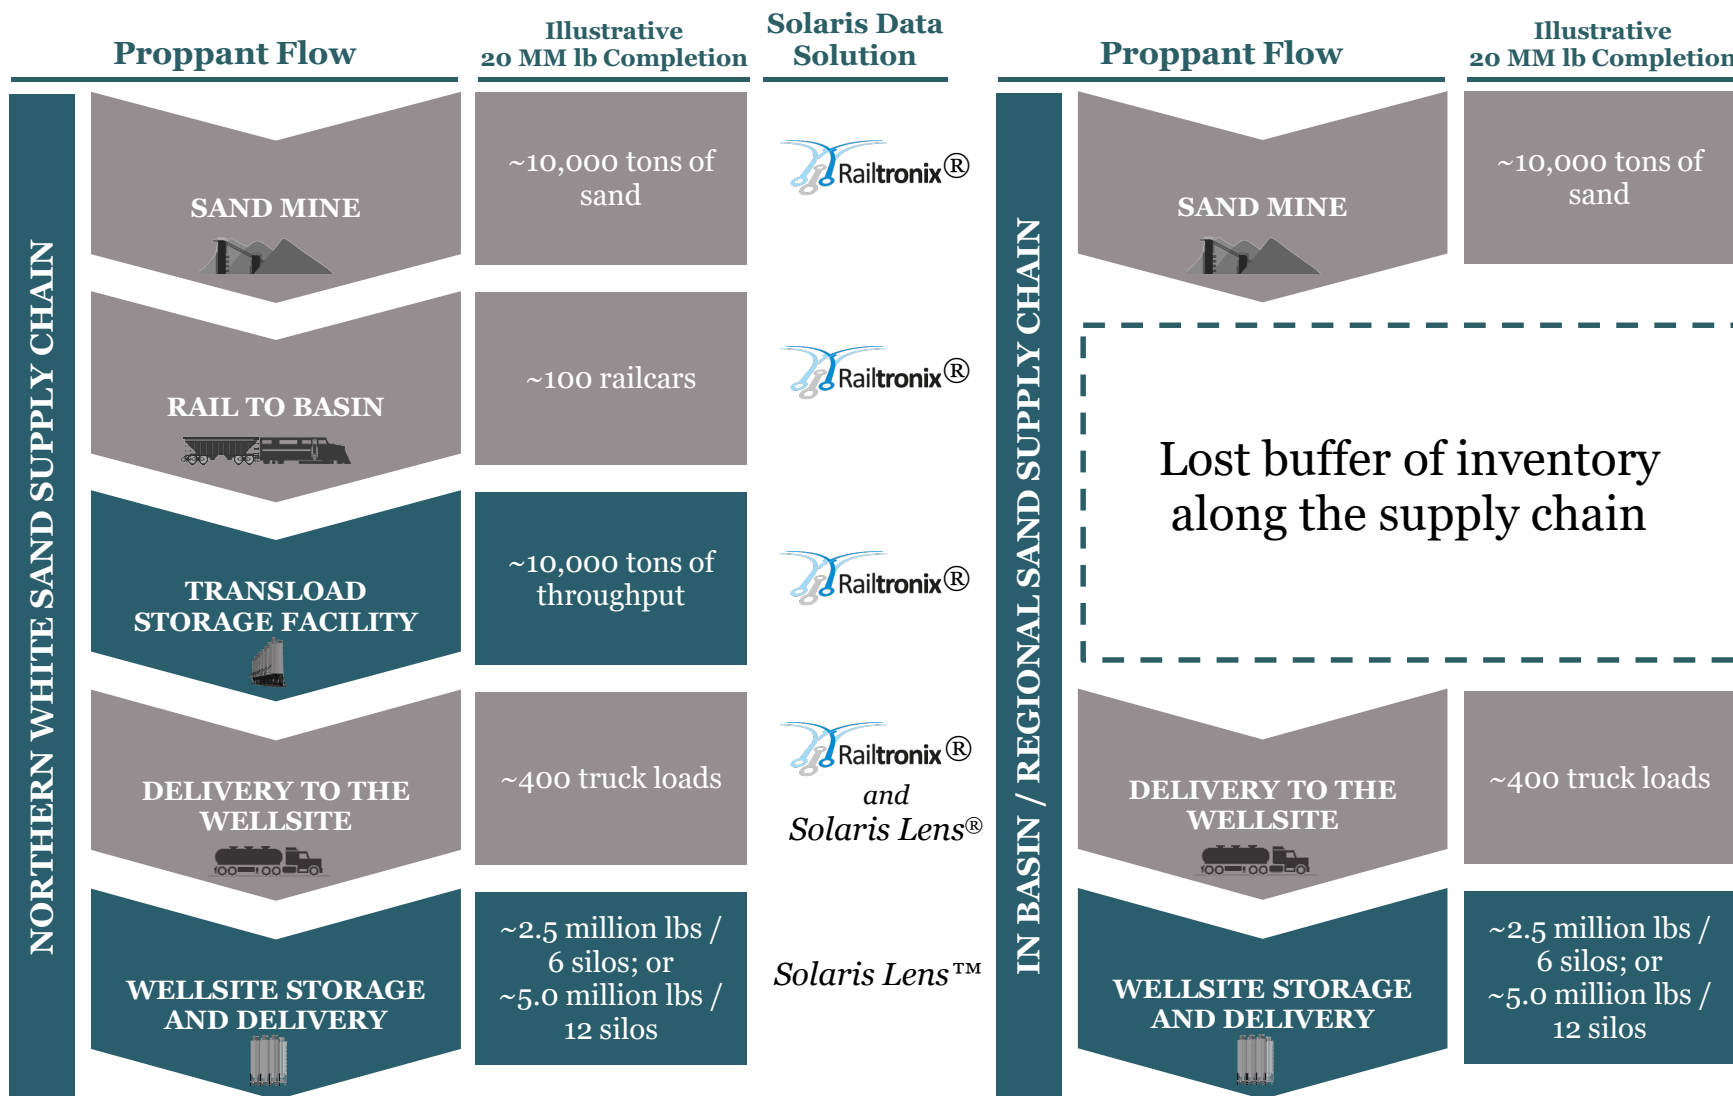 Proppant Flow
Illustrative
20 MM lb Completion
Solaris Data
Solution
NORTHERN WHITE SAND SUPPLY CHAIN
SAND MINE
~10,000 tons of
sand
Railtronix®
RAIL TO BASIN
~100 railcars
Railtronix®
TRANSLOAD
STORAGE FACILITY
~10,000 tons of
throughput
Railtronix®
DELIVERY TO THE
WELLSITE
~400 truck loads
Railtronix®
and
Solaris Lens®
WELLSITE STORAGE
AND DELIVERY
~2.5 million lbs /
6 silos; or
~5.0 million lbs /
12 silos
Solaris Lens™
Proppant Flow
Illustrative
20 MM lb Completion
IN BASIN / REGIONAL SAND SUPPLY CHAIN
SAND MINE
~10,000 tons of
sand
Lost buffer of inventory
along the supply chain
DELIVERY TO THE
WELLSITE
~400 truck loads
WELLSITE STORAGE
AND DELIVERY
~2.5 million lbs /
6 silos; or
~5.0 million lbs /
12 silos